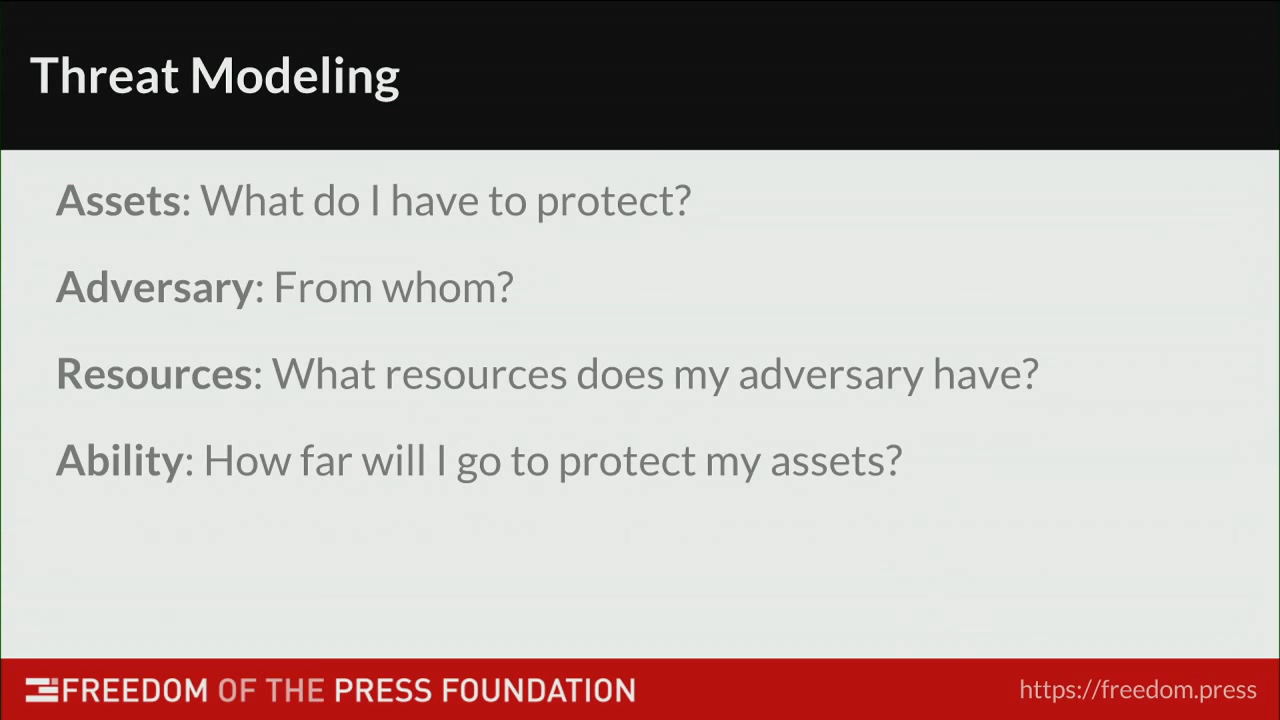 Threat Modeling
Assets: What do I have to protect?
Adversary: From whom?
Resources: What resources does my adversary have?
Ability: How far will I go to protect my assets?
FREEDOM OF THE PRESS FOUNDATION
https://freedom.press